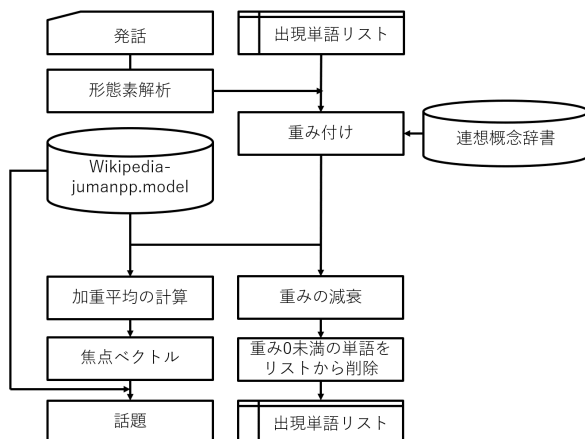 発話
出現単語リスト
形態素解析
重み付け
連想概念辞書
Wikipedia-
jumanpp.model
加重平均の計算
重みの減衰
焦点ベクトル
重み0未満の単語を
リストから削除
話題
出現単語リスト